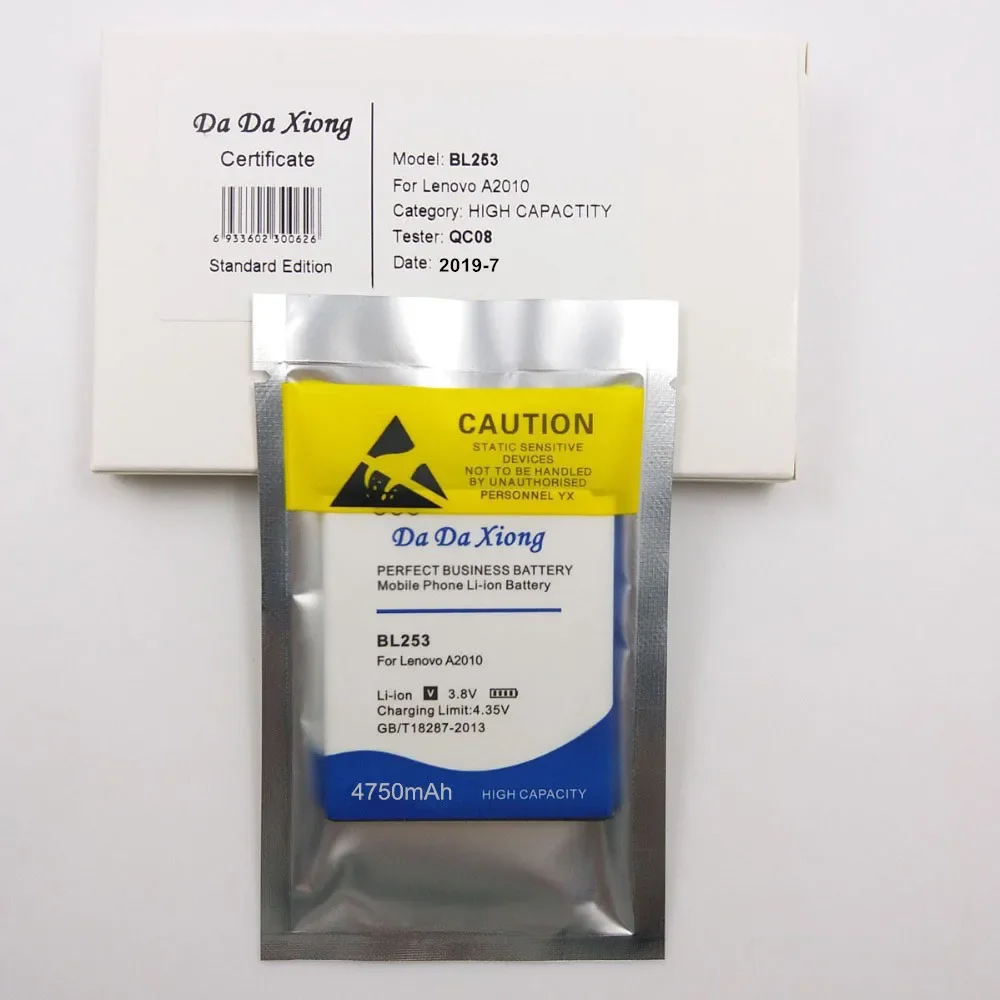 Da Da Xiong
Certificate
6 933602 300626
Standard Edition
Model: BL253
For Lenovo A2010
Category: HIGH CAPACTITY
Tester: QC08
Date: 2019-7
CAUTION
STATIC SENSITIVE
DEVICES
NOT TO BE HANDLED
BY UNAUTHORISED
PERSONNEL YX
Da Da Xiong
PERFECT BUSINESS BATTERY
Mobile Phone Li-ion Battery
BL253
For Lenovo A2010
Li-ion V 3.8V
Charging Limit:4.35V
GB/T18287-2013
4750mAh HIGH CAPACITY